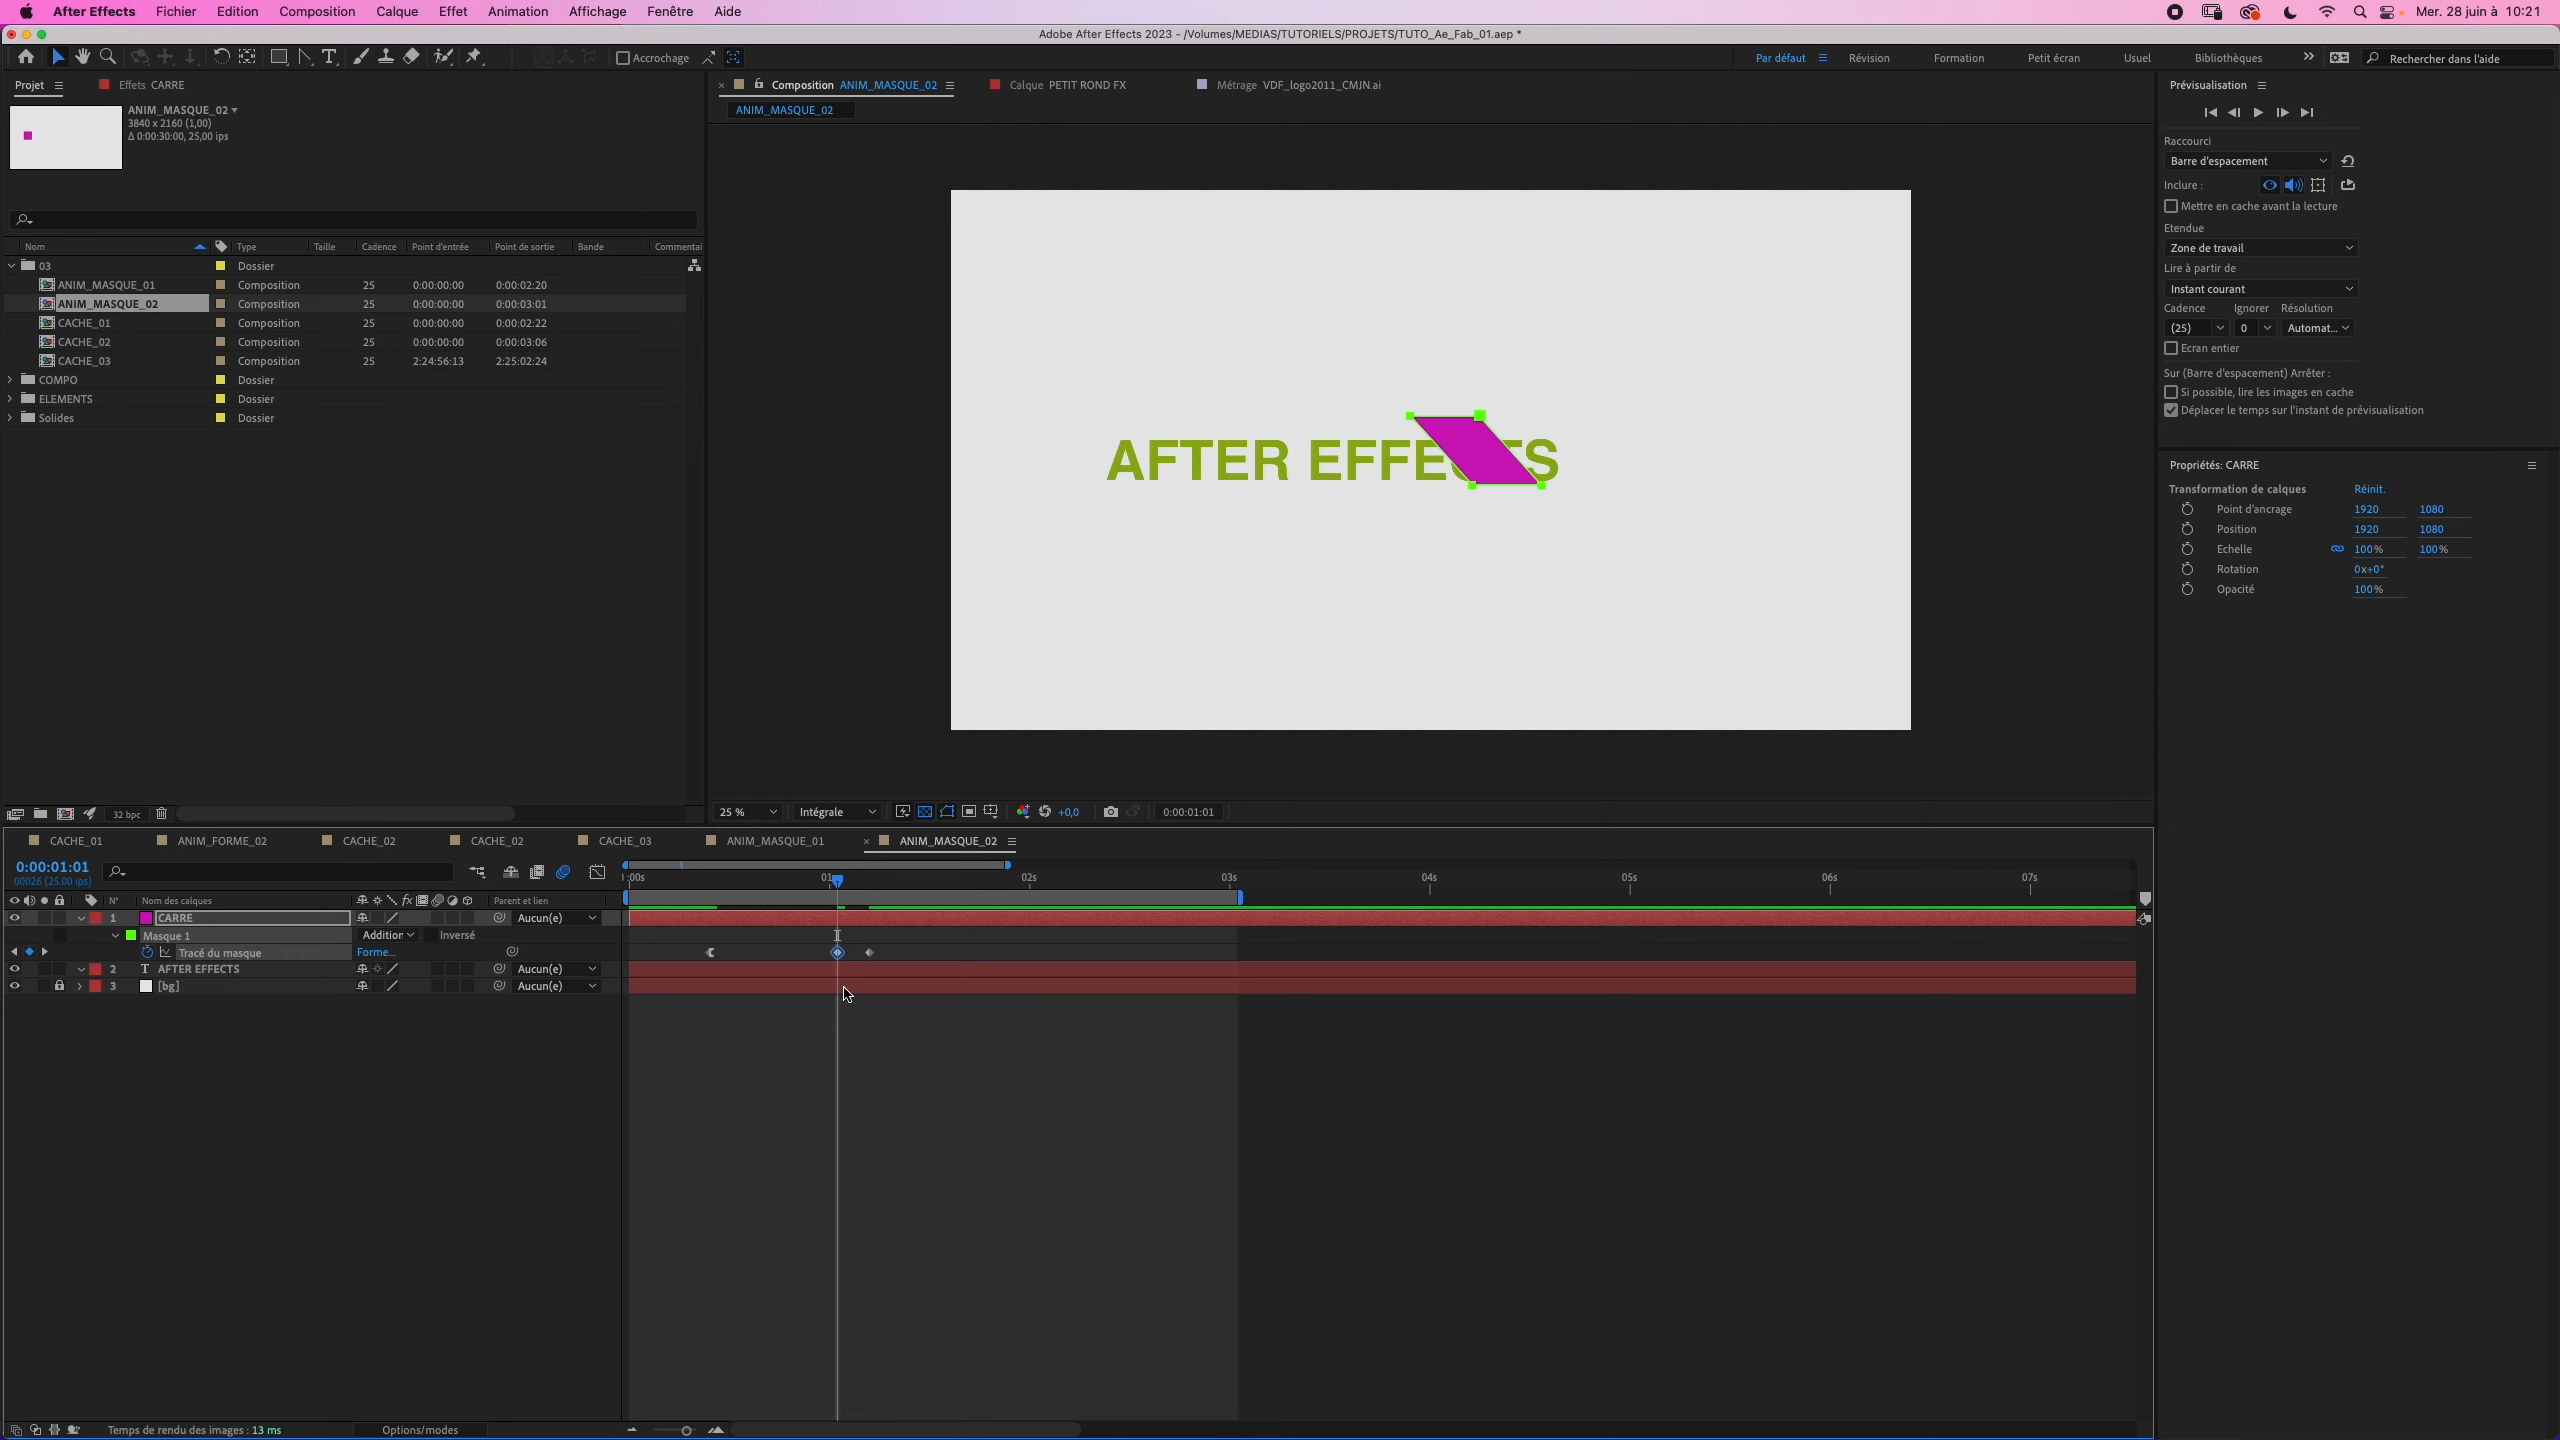 After Effects Fichier Edition Composition Calque Effet Animation Affichage Fenêtre Aide Mer. 28 juin à 10:21
Adobe After Effects 2023 - /Volumes/MEDIAS/TUTORIELS/PROJETS/TUTO_Ae_Fab_01.aep *
Accrochage Par défaut Révision Formation Petit écran Usuel Bibliothèques Rechercher dans l'aide
Projet Effets CARRE
ANIM_MASQUE_02
3840 x 2160 (1,00)
Δ 0:00:30:00, 25,00 ips
Nom Type Taille Cadence Point d'entrée Point de sortie Bande Commentai
03 Dossier
ANIM_MASQUE_01 Composition 25 0:00:00:00 0:00:02:20
ANIM_MASQUE_02 Composition 25 0:00:00:00 0:00:03:01
CACHE_01 Composition 25 0:00:00:00 0:00:02:22
CACHE_02 Composition 25 0:00:00:00 0:00:03:06
CACHE_03 Composition 25 2:24:56:13 2:25:02:24
COMPO Dossier
ELEMENTS Dossier
Solides Dossier
32 bpc
Composition ANIM_MASQUE_02 Calque PETIT ROND FX Métrage VDF_logo2011_CMJN.ai
ANIM_MASQUE_02
AFTER EFFECTS
25 % Intégrale +0,0 0:00:01:01
Prévisualisation
Raccourci
Barre d'espacement
Inclure :
Mettre en cache avant la lecture
Etendue
Zone de travail
Lire à partir de
Instant courant
Cadence Ignorer Résolution
(25) 0 Automat...
Ecran entier
Sur (Barre d'espacement) Arrêter :
Si possible, lire les images en cache
Déplacer le temps sur l'instant de prévisualisation
Propriétés: CARRE
Transformation de calques Réinit.
Point d'ancrage 1920 1080
Position 1920 1080
Echelle 100% 100%
Rotation 0x+0°
Opacité 100%
CACHE_01 ANIM_FORME_02 CACHE_02 CACHE_02 CACHE_03 ANIM_MASQUE_01 ANIM_MASQUE_02
0:00:01:01
00026 (25.00 ips)
:00s 01 02s 03s 04s 05s 06s 07s
N° Nom des calques fx Parent et lien
1 CARRE Aucun(e)
Masque 1 Addition Inversé
Tracé du masque Forme...
2 T AFTER EFFECTS Aucun(e)
3 [bg] Aucun(e)
Temps de rendu des images : 13 ms Options/modes